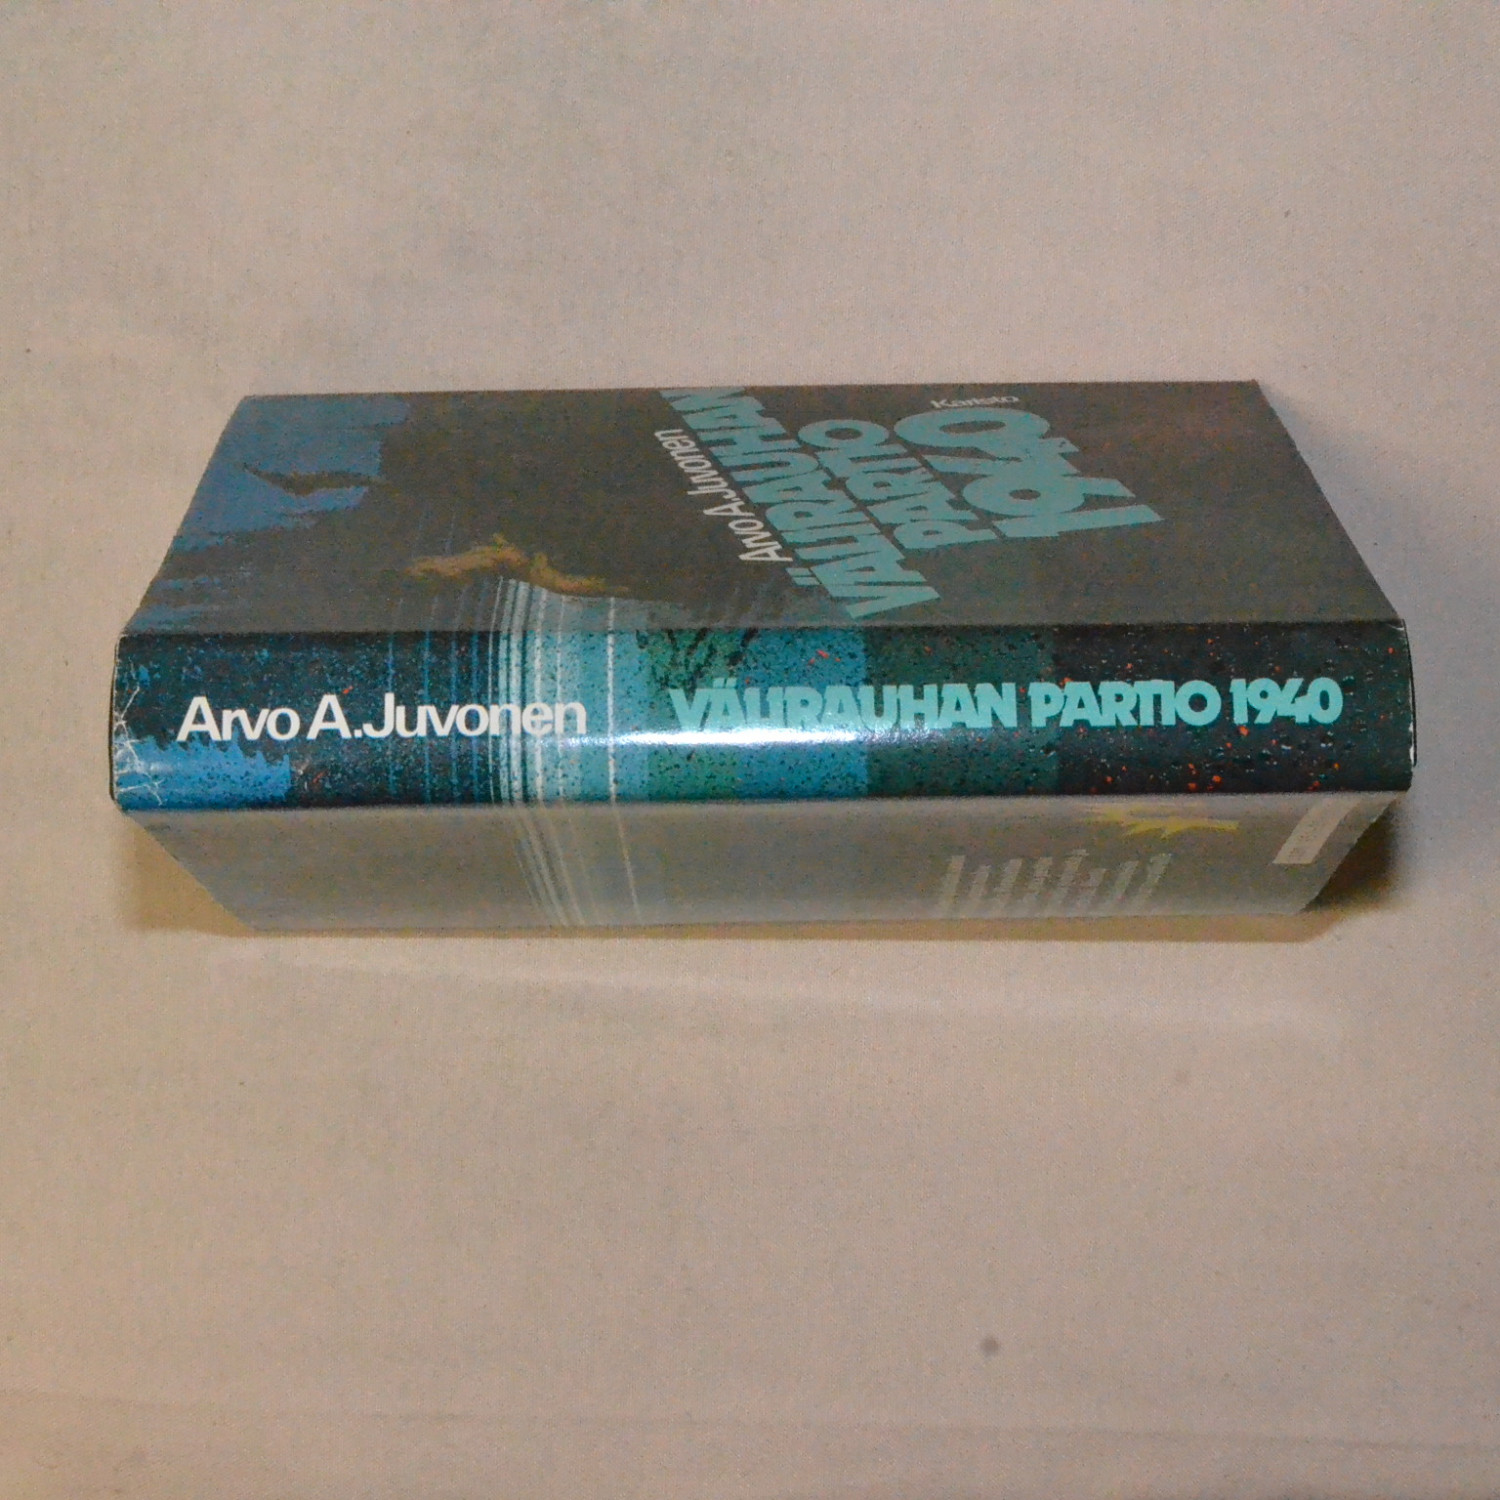 Karisto
Arvo A. Juvonen
VÄLIRAUHAN
PARTIO
1940
Arvo A. Juvonen VÄLIRAUHAN PARTIO 1940